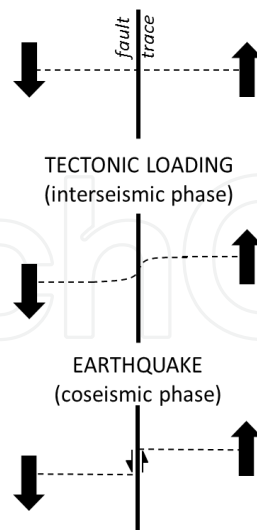 fault
trace
TECTONIC LOADING
(interseismic phase)
EARTHQUAKE
(coseismic phase)